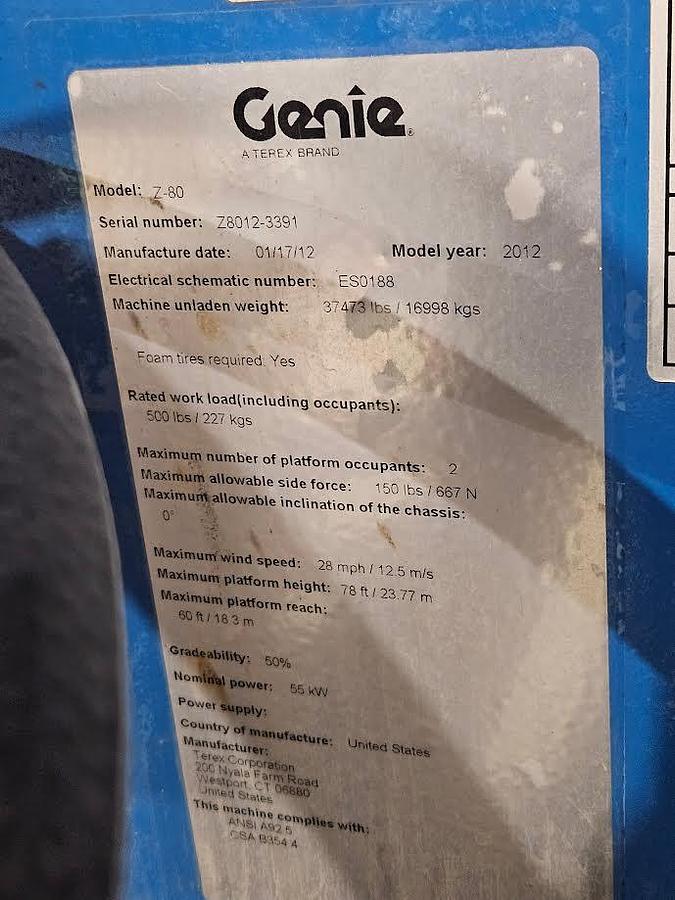 Genie®
A TEREX BRAND
Model: Z-80
Serial number: Z8012-3391
Manufacture date: 01/17/12 Model year: 2012
Electrical schematic number: ES0188
Machine unladen weight: 37473 lbs / 16998 kgs
Foam tires required: Yes
Rated work load(including occupants):
500 lbs / 227 kgs
Maximum number of platform occupants: 2
Maximum allowable side force: 150 lbs / 667 N
Maximum allowable inclination of the chassis:
0°
Maximum wind speed: 28 mph / 12.5 m/s
Maximum platform height: 78 ft / 23.77 m
Maximum platform reach:
60 ft / 18.3 m
Gradeability: 50%
Nominal power: 55 kW
Power supply:
Country of manufacture: United States
Manufacturer:
Terex Corporation
200 Nyala Farm Road
Westport, CT 06880
United States
This machine complies with:
ANSI A92.5
CSA B354.4